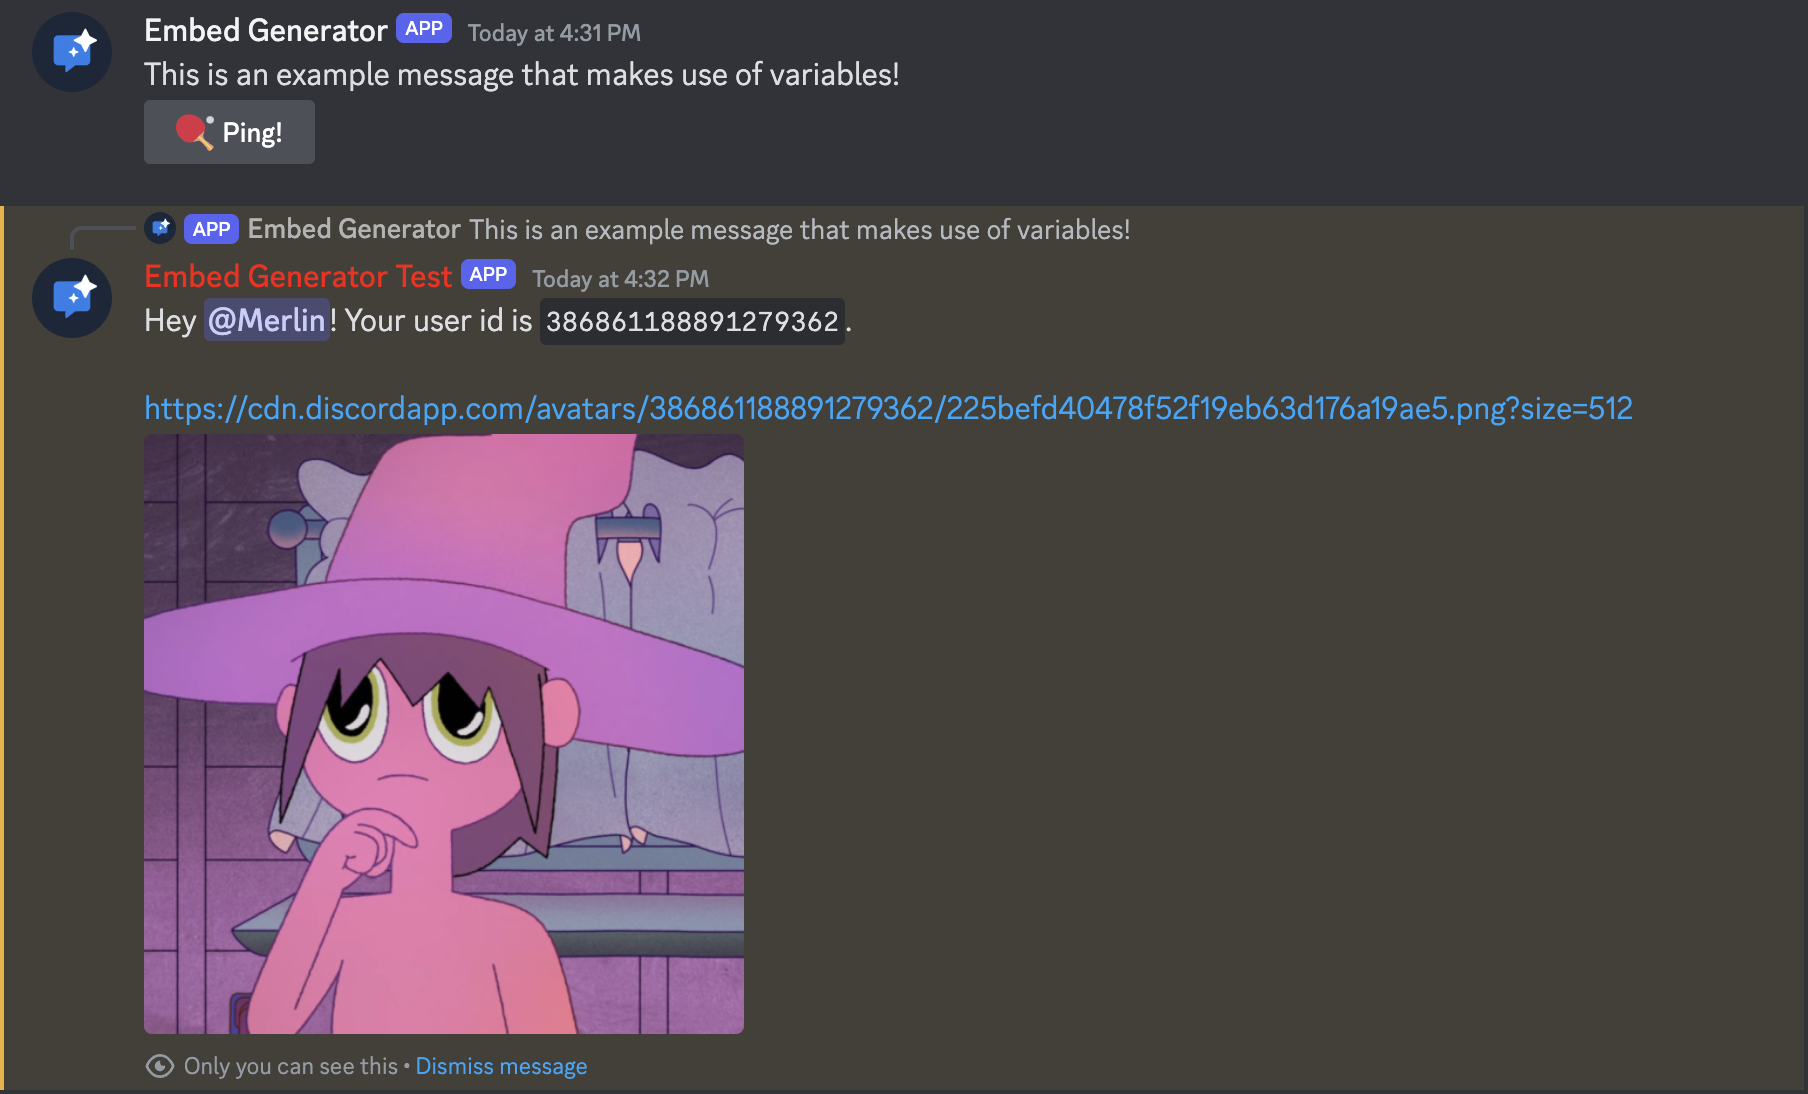 Embed Generator APP Today at 4:31 PM
This is an example message that makes use of variables!
Ping!
APP Embed Generator This is an example message that makes use of variables!
Embed Generator Test APP Today at 4:32 PM
Hey @Merlin! Your user id is 386861188891279362.
https://cdn.discordapp.com/avatars/386861188891279362/225befd40478f52f19eb63d176a19ae5.png?size=512
Only you can see this • Dismiss message